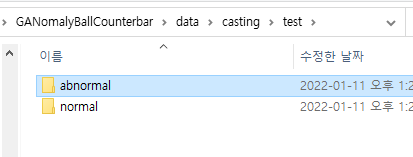 GANomalyBallCounterbar > data > casting > test >
이름 수정한 날짜
abnormal 2022-01-11 오후 1:2
normal 2022-01-11 오후 1:2